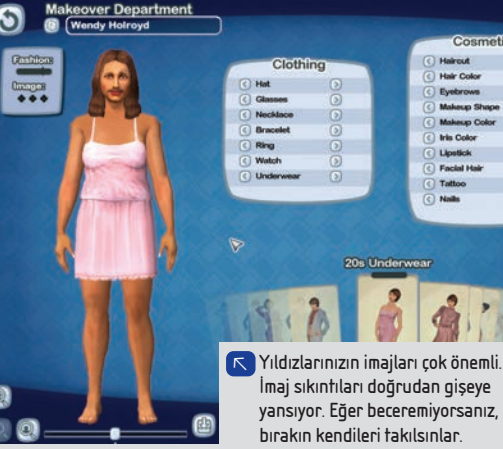 Makeover Department
Wendy Holroyd
Fashion:
Image:
Clothing
Hat
Glasses
Necklace
Bracelet
Ring
Watch
Underwear
Cosmeti
Haircut
Hair Color
Eyebrows
Makeup Shape
Makeup Color
Iris Color
Lipstick
Facial Hair
Tattoo
Nails
20s Underwear
Yıldızlarınızın imajları çok önemli.
İmaj sıkıntıları doğrudan gişeye
yansıyor. Eğer beceremiyorsanız,
bırakın kendileri takılsınlar.